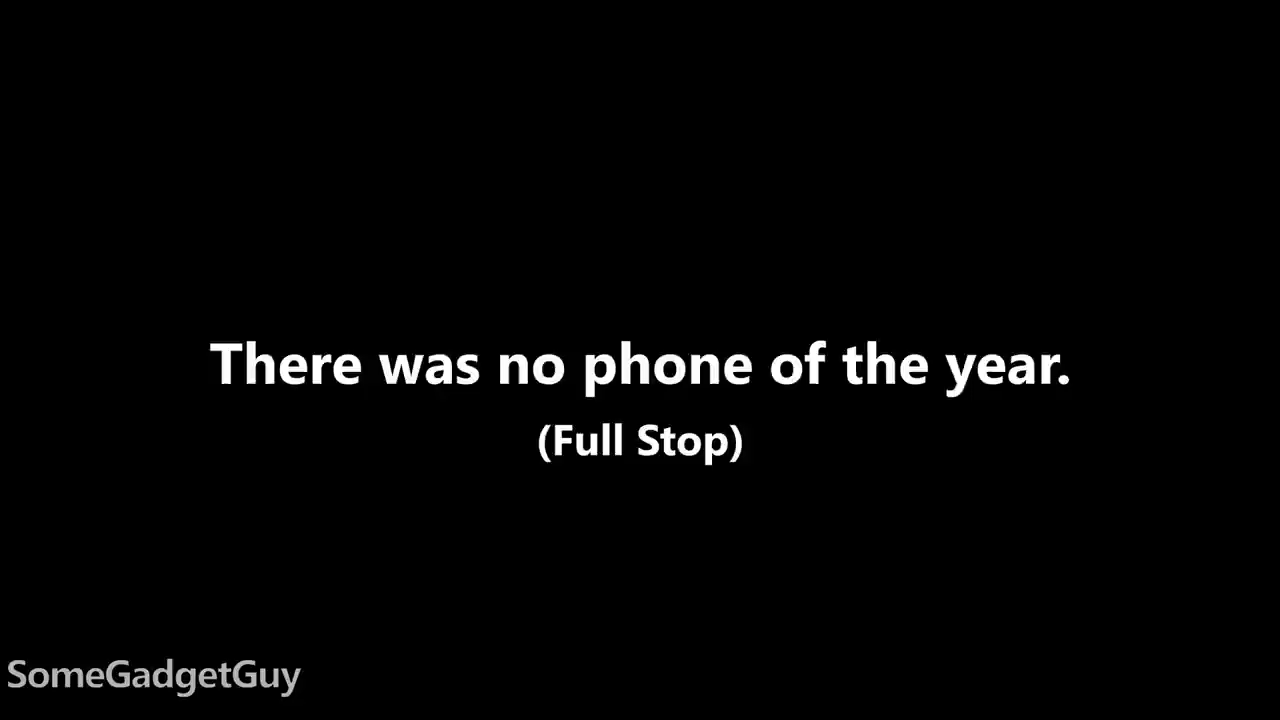 There was no phone of the year.
(Full Stop)
SomeGadgetGuy